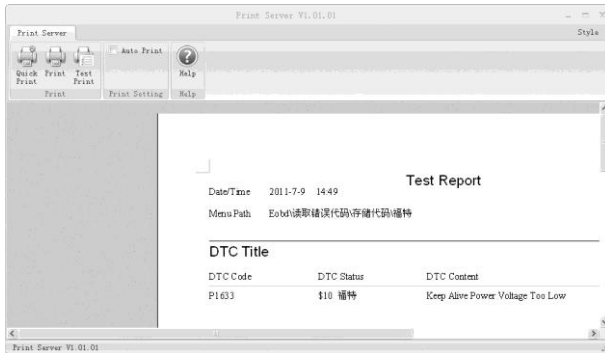 Print Server V1.01.01
Print Server
Style
Auto Print
Quick Print
Print
Test Print
Help
Print
Print Setting
Help
Test Report
Date/Time 2011-7-9 14:49
Menu Path Eobd\读取错误代码\存储代码\福特
DTC Title
DTC Code DTC Status DTC Content
P1633 $10 福特 Keep Alive Power Voltage Too Low
Print Server V1.01.01